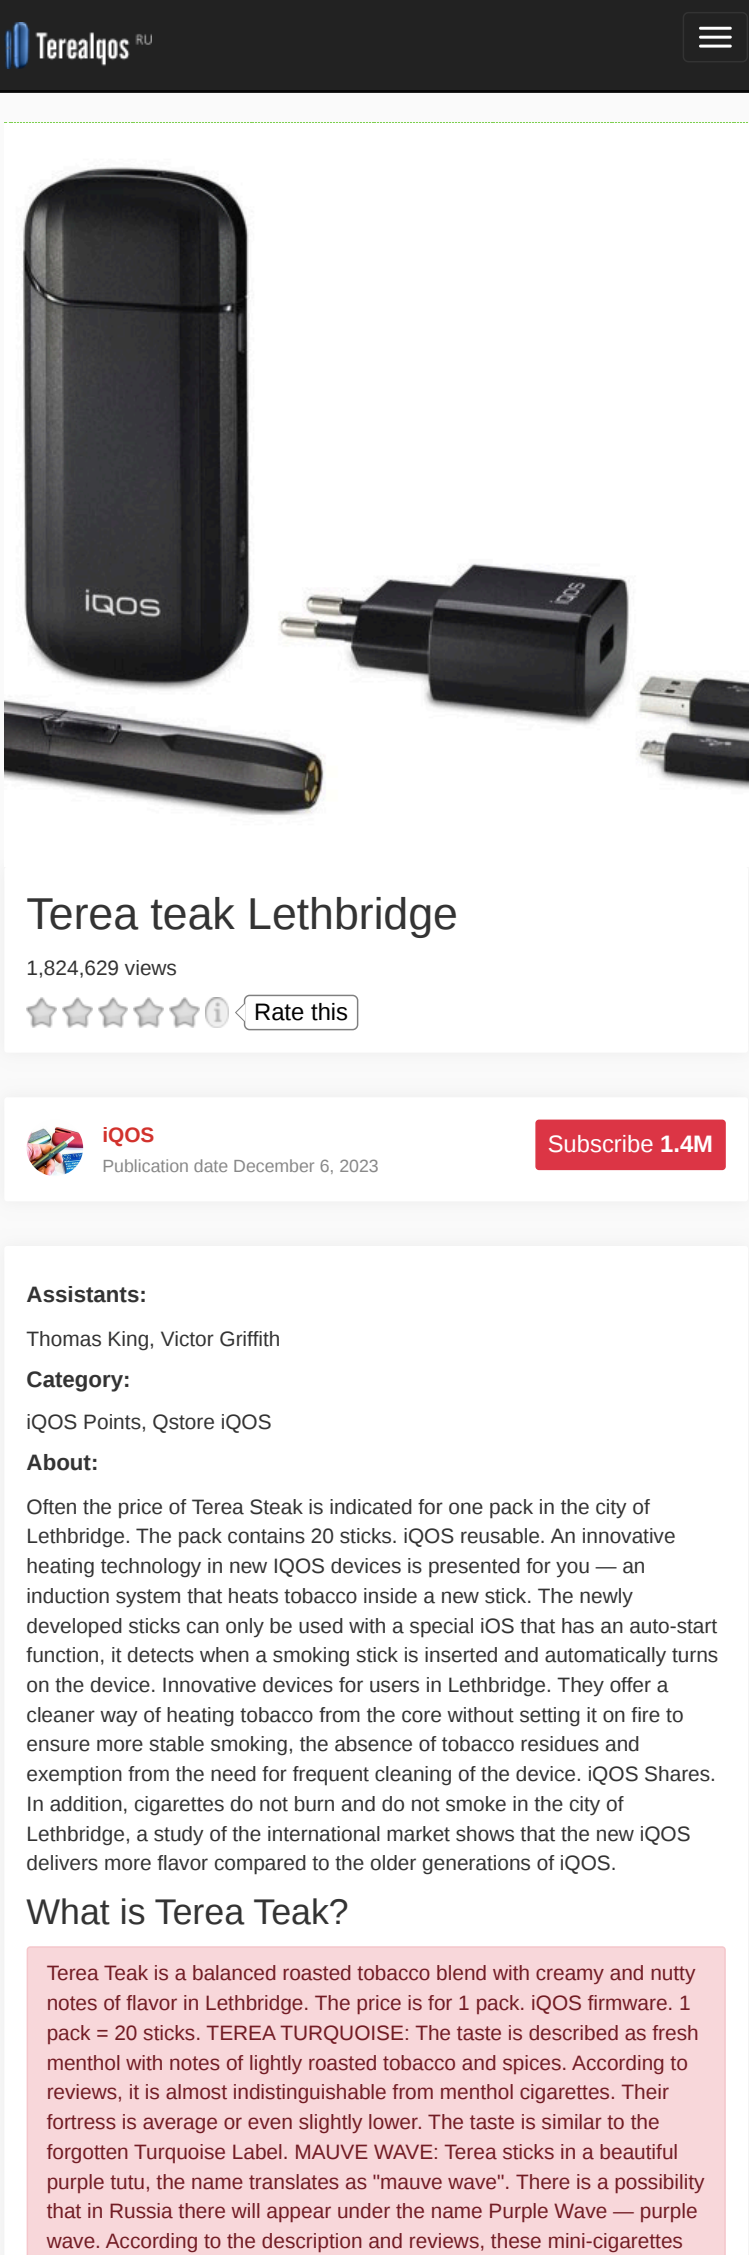 TereaIqos RU
iQOS
iQOS
Terea teak Lethbridge
1,824,629 views
Rate this
iQOS
Publication date December 6, 2023
Subscribe 1.4M
Assistants:
Thomas King, Victor Griffith
Category:
iQOS Points, Qstore iQOS
About:
Often the price of Terea Steak is indicated for one pack in the city of
Lethbridge. The pack contains 20 sticks. iQOS reusable. An innovative
heating technology in new IQOS devices is presented for you — an
induction system that heats tobacco inside a new stick. The newly
developed sticks can only be used with a special iOS that has an auto-start
function, it detects when a smoking stick is inserted and automatically turns
on the device. Innovative devices for users in Lethbridge. They offer a
cleaner way of heating tobacco from the core without setting it on fire to
ensure more stable smoking, the absence of tobacco residues and
exemption from the need for frequent cleaning of the device. iQOS Shares.
In addition, cigarettes do not burn and do not smoke in the city of
Lethbridge, a study of the international market shows that the new iQOS
delivers more flavor compared to the older generations of iQOS.
What is Terea Teak?
Terea Teak is a balanced roasted tobacco blend with creamy and nutty
notes of flavor in Lethbridge. The price is for 1 pack. iQOS firmware. 1
pack = 20 sticks. TEREA TURQUOISE: The taste is described as fresh
menthol with notes of lightly roasted tobacco and spices. According to
reviews, it is almost indistinguishable from menthol cigarettes. Their
fortress is average or even slightly lower. The taste is similar to the
forgotten Turquoise Label. MAUVE WAVE: Terea sticks in a beautiful
purple tutu, the name translates as "mauve wave". There is a possibility
that in Russia there will appear under the name Purple Wave — purple
wave. According to the description and reviews, these mini-cigarettes